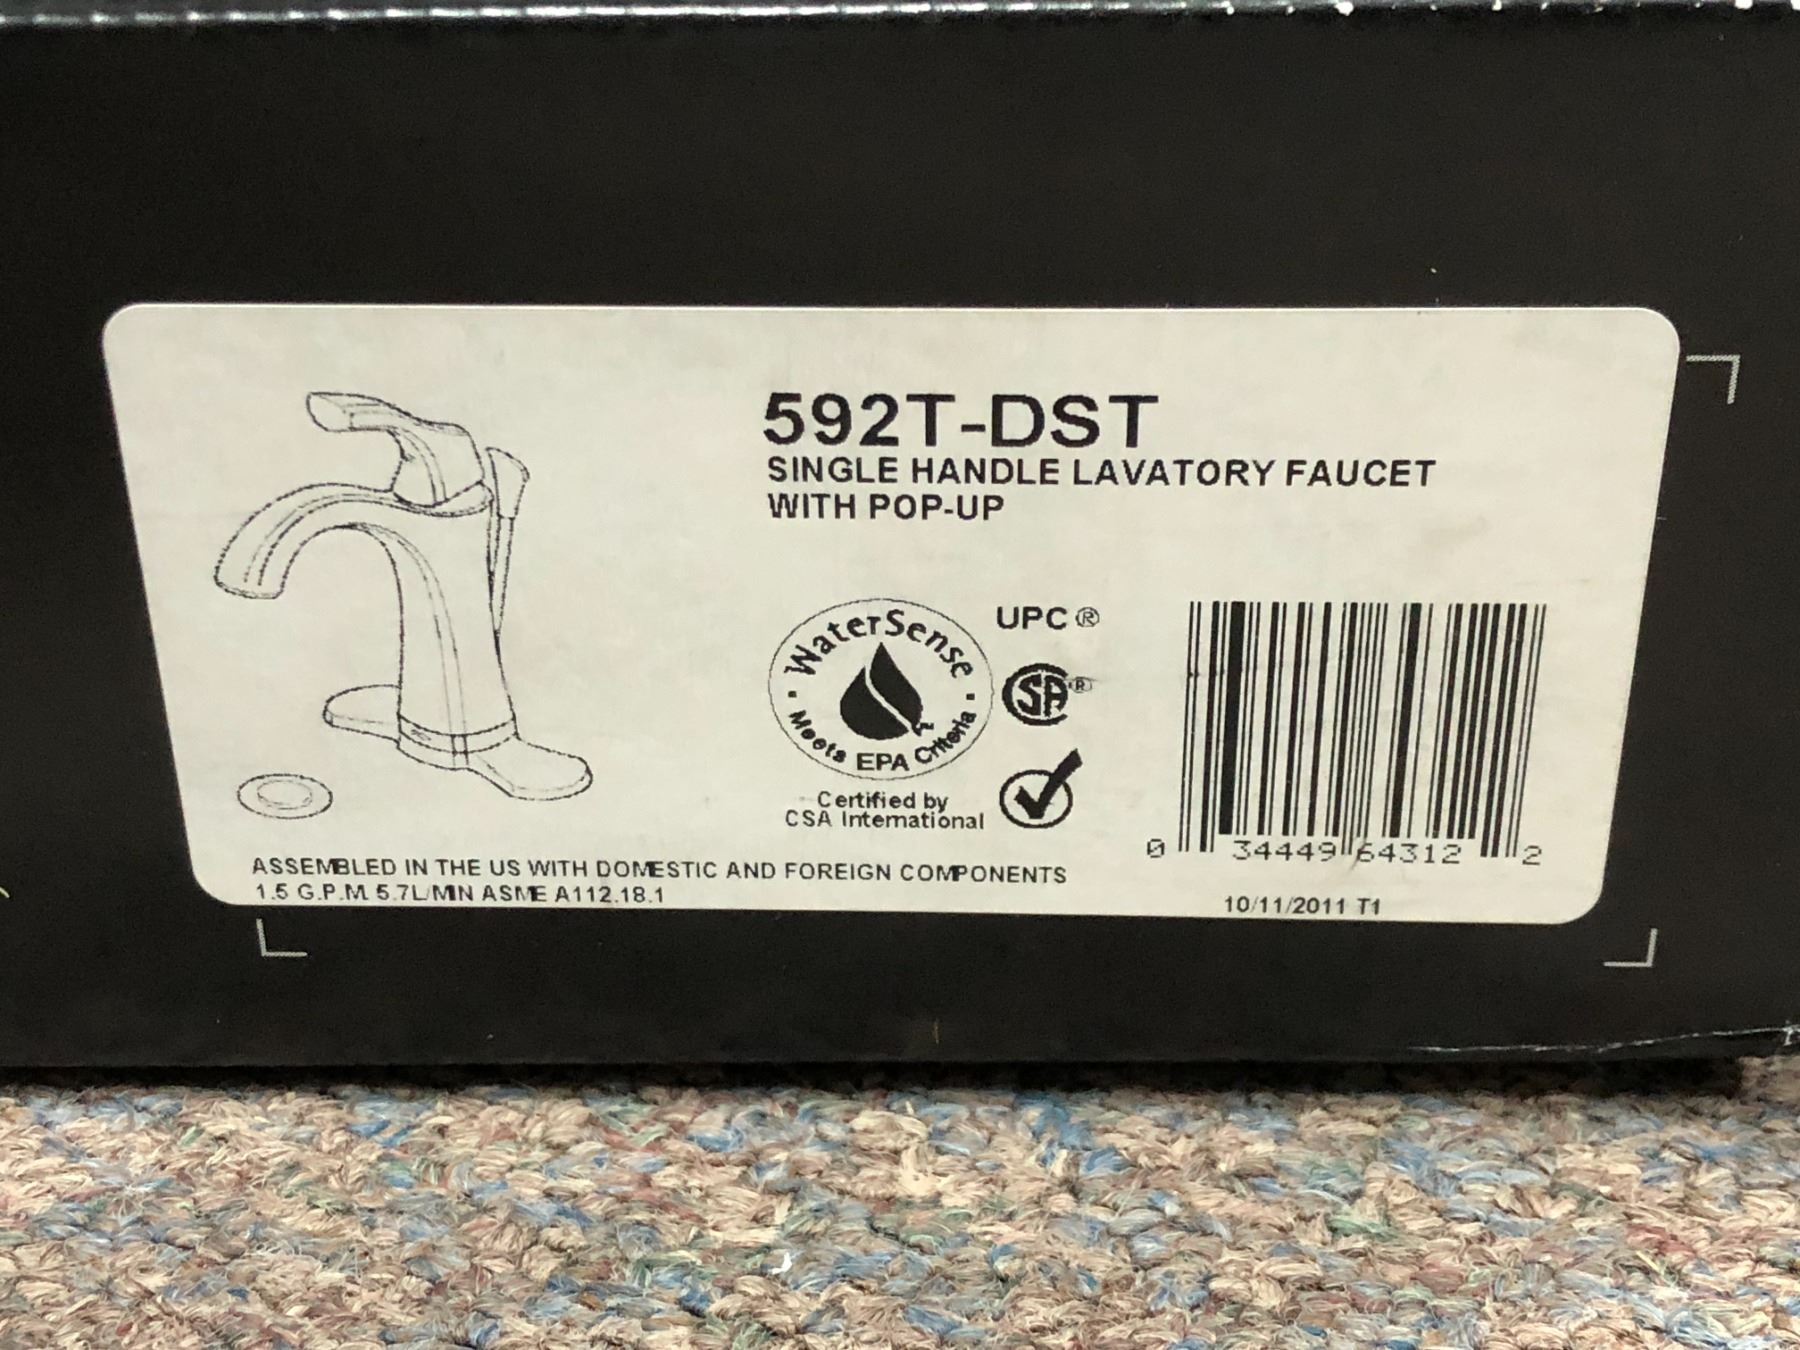 592T-DST
SINGLE HANDLE LAVATORY FAUCET
WITH POP-UP
WaterSense
Meets EPA Criteria
Certified by
CSA International
UPC®
CSA®
0 34449 64312 2
ASSEMBLED IN THE US WITH DOMESTIC AND FOREIGN COMPONENTS
1.5 G.P.M. 5.7L/MIN ASME A112.18.1
10/11/2011 T1